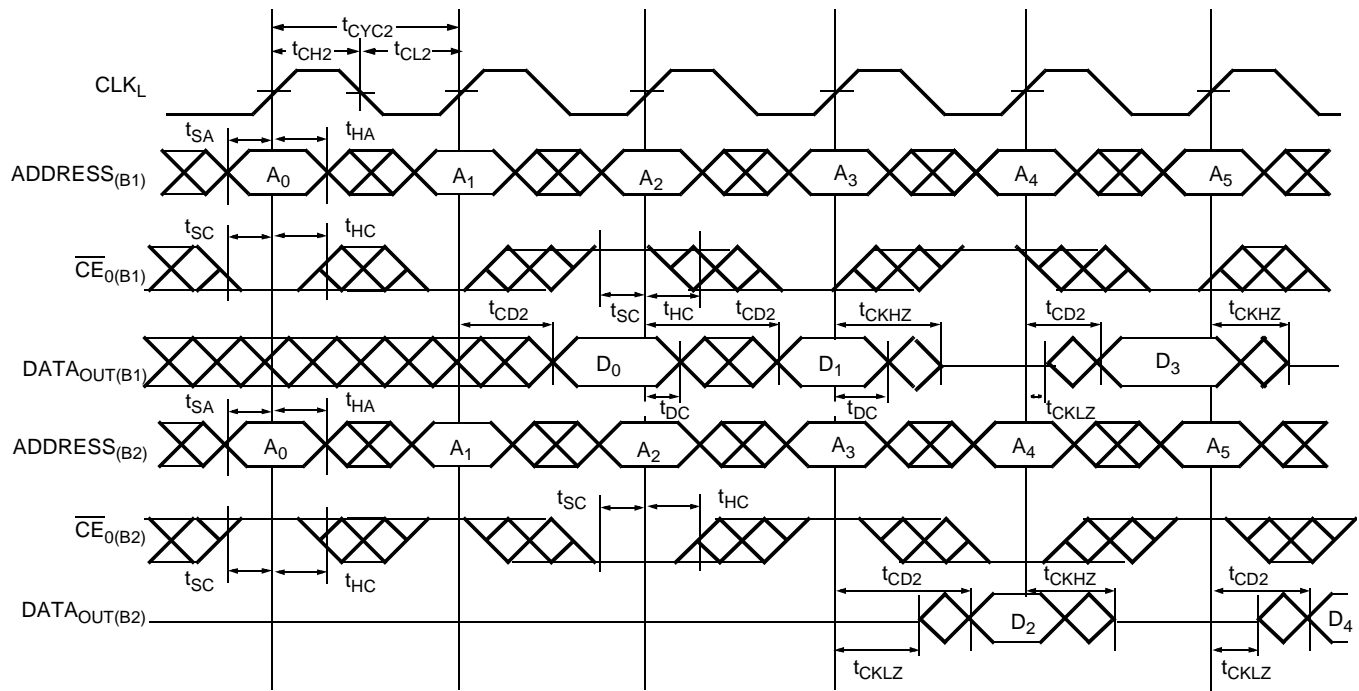 tCYC2
tCH2 tCL2
CLKL
tSA tHA
ADDRESS(B1) A0 A1 A2 A3 A4 A5
tSC tHC
CE0(B1)
tSC tHC
tCD2 tCD2 tCKHZ tCD2 tCKHZ
DATAOUT(B1) D0 D1 D3
tSA tHA tDC tDC tCKLZ
ADDRESS(B2) A0 A1 A2 A3 A4 A5
tSC tHC
CE0(B2)
tSC tHC tCD2 tCKHZ tCD2
DATAOUT(B2) D2 D4
tCKLZ tCKLZ